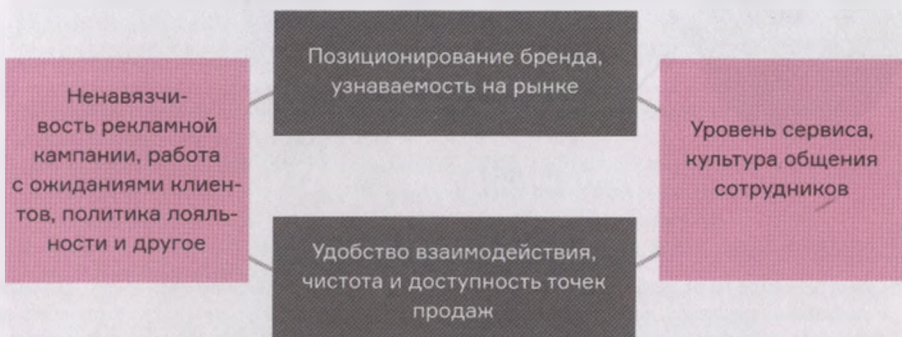 Позиционирование бренда,
узнаваемость на рынке
Ненавязчи-
вость рекламной
кампании, работа
с ожиданиями клиен-
тов, политика лояль-
ности и другое
Уровень сервиса,
культура общения
сотрудников
Удобство взаимодействия,
чистота и доступность точек
продаж